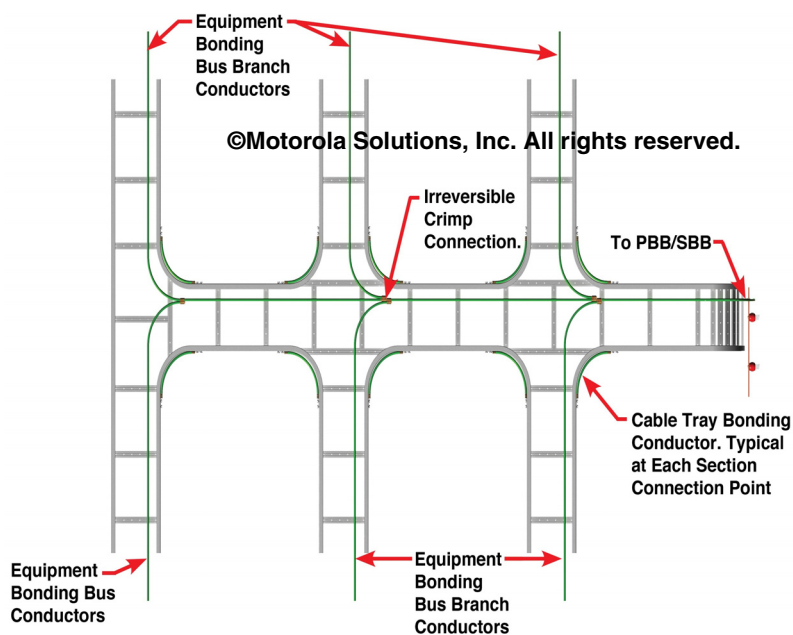 Equipment
Bonding
Bus Branch
Conductors
©Motorola Solutions, Inc. All rights reserved.
Irreversible
Crimp
Connection.
To PBB/SBB
Cable Tray Bonding
Conductor. Typical
at Each Section
Connection Point
Equipment
Bonding Bus
Conductors
Equipment
Bonding
Bus Branch
Conductors